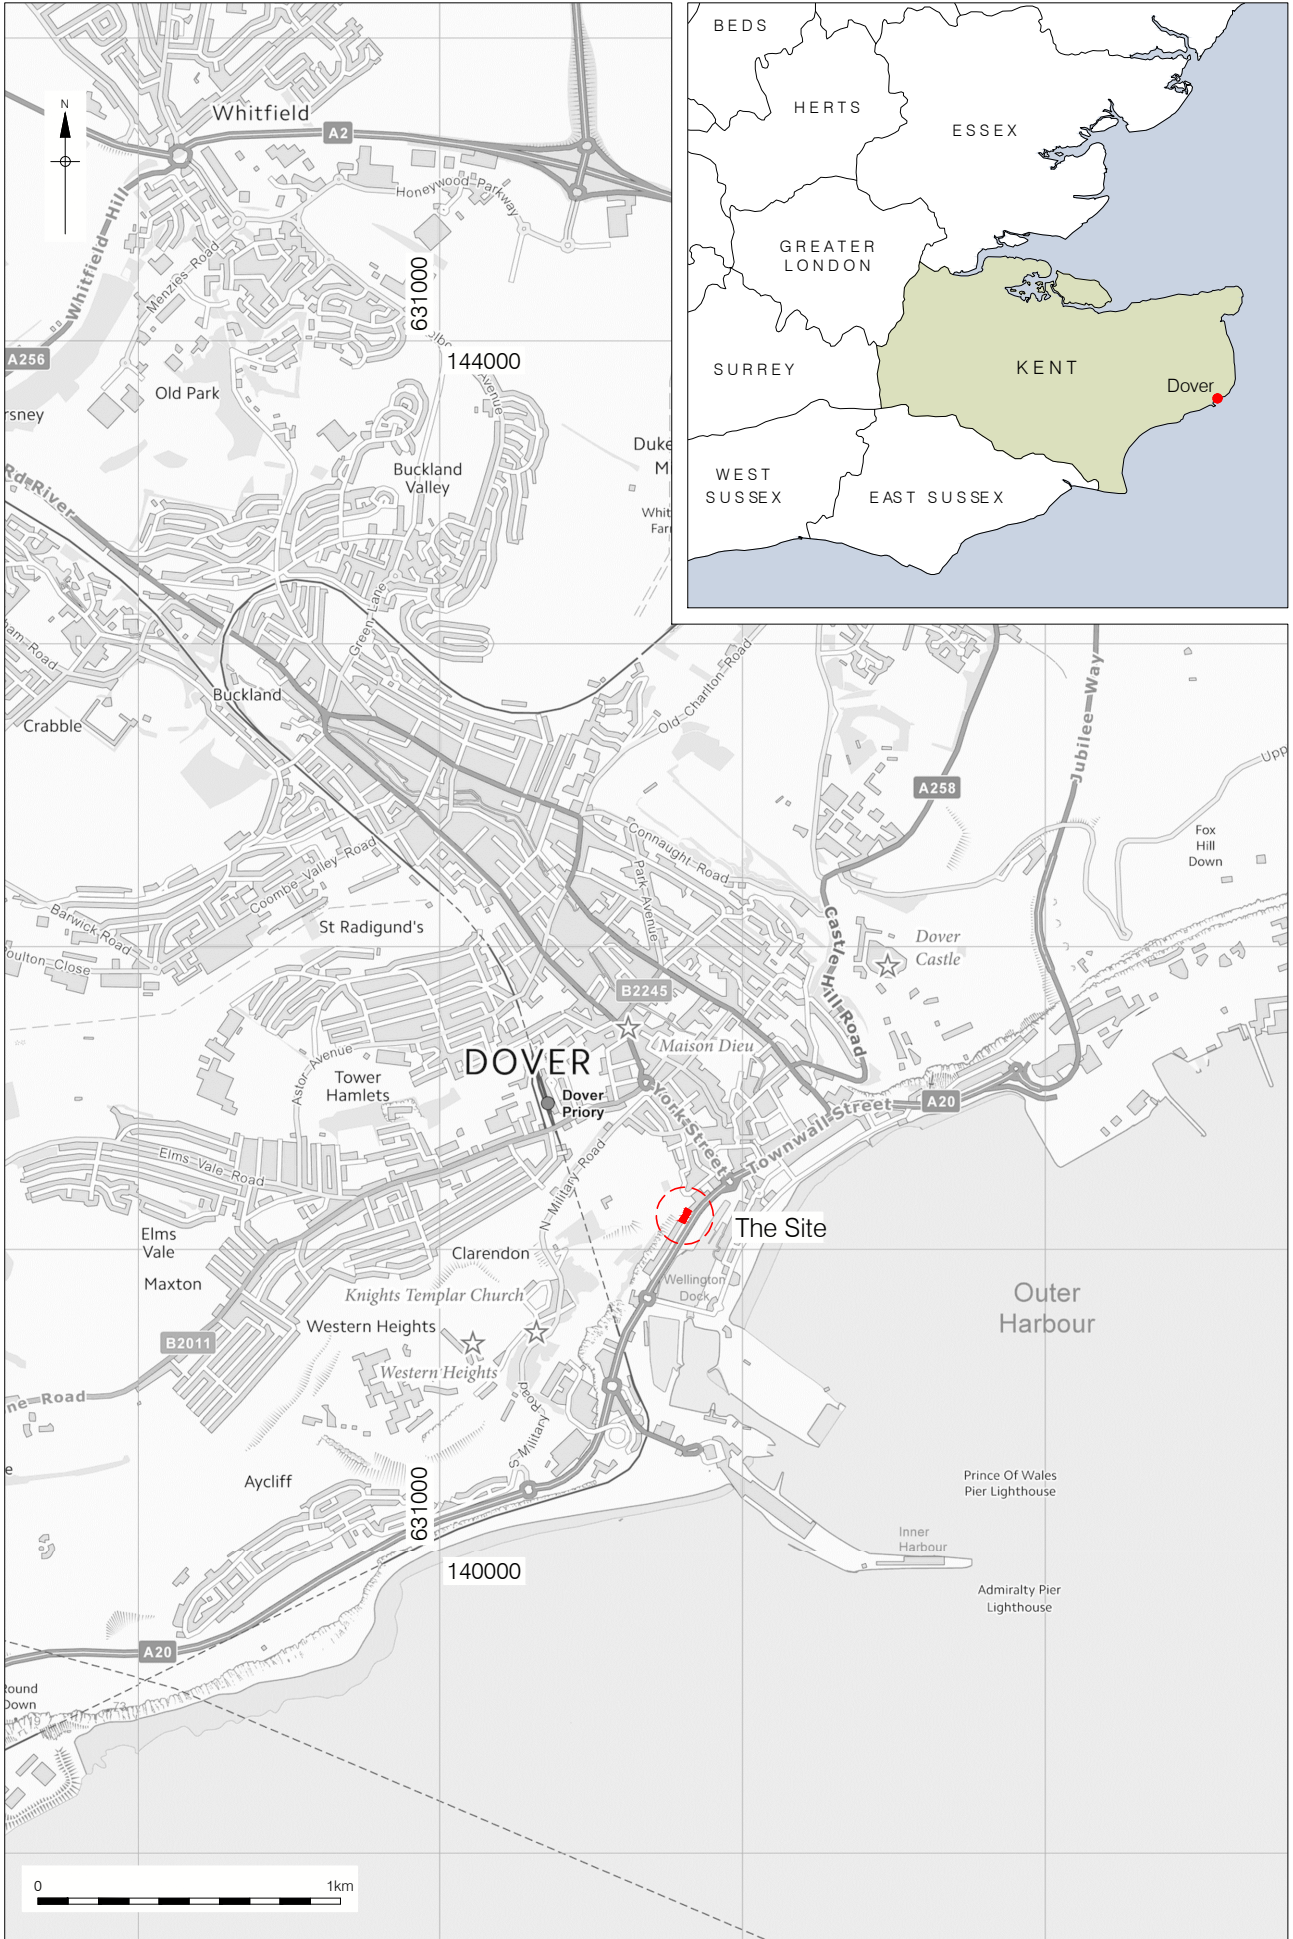 BEDS
HERTS
ESSEX
GREATER
LONDON
KENT
SURREY
Dover
WEST
SUSSEX
EAST SUSSEX
N
Whitfield
A2
Honeywood Parkway
Whitfield Hill
Menzies Road
631000
144000
A256
Old Park
Avenue
Buckland
Valley
Rd River
Green Lane
Buckland
Crabble
Old Charlton Road
Jubilee Way
A258
Fox
Hill
Down
Connaught Road
Park Avenue
Coombe Valley Road
Barwick Road
St Radigund's
Castle Hill Road
Dover
Castle
B2245
Maison Dieu
DOVER
Astor Avenue
Tower
Hamlets
Dover
Priory
York Street
Townwall Street
A20
Elms Vale Road
N Military Road
The Site
Elms
Vale
Clarendon
Maxton
Wellington
Dock
Knights Templar Church
Outer
Harbour
Western Heights
B2011
Western Heights
S Military Road
Aycliff
631000
Prince Of Wales
Pier Lighthouse
Inner
Harbour
140000
Admiralty Pier
Lighthouse
A20
Down
0
1km